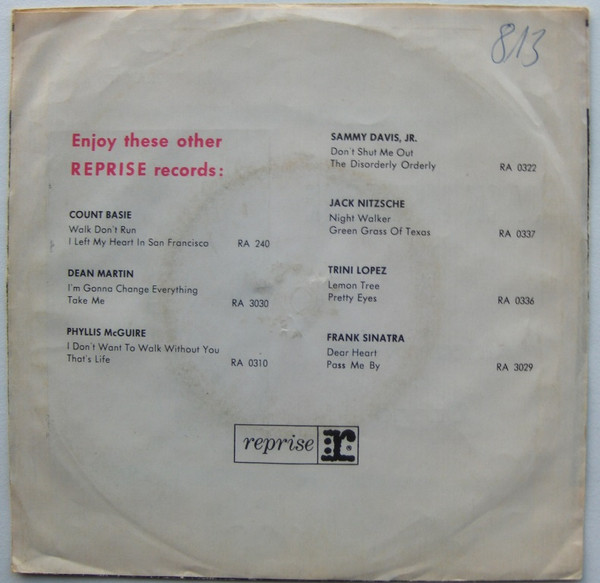 813
Enjoy these other
REPRISE records:
COUNT BASIE
Walk Don't Run
I Left My Heart In San Francisco RA 240
DEAN MARTIN
I'm Gonna Change Everything
Take Me RA 3030
PHYLLIS McGUIRE
I Don't Want To Walk Without You
That's Life RA 0310
SAMMY DAVIS, JR.
Don't Shut Me Out
The Disorderly Orderly RA 0322
JACK NITZSCHE
Night Walker
Green Grass Of Texas RA 0337
TRINI LOPEZ
Lemon Tree
Pretty Eyes RA 0336
FRANK SINATRA
Dear Heart
Pass Me By RA 3029
reprise r: